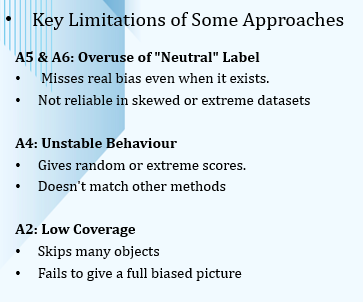 • Key Limitations of Some Approaches
A5 & A6: Overuse of "Neutral" Label
• Misses real bias even when it exists.
• Not reliable in skewed or extreme datasets
A4: Unstable Behaviour
• Gives random or extreme scores.
• Doesn't match other methods
A2: Low Coverage
• Skips many objects
• Fails to give a full biased picture